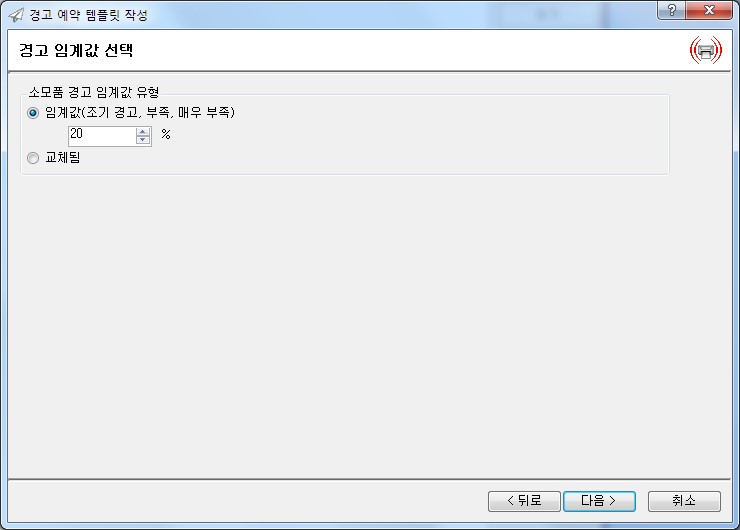 경고 예약 템플릿 작성
경고 임계값 선택
소모품 경고 임계값 유형
임계값(조기 경고, 부족, 매우 부족)
20 %
교체됨
< 뒤로 다음 > 취소